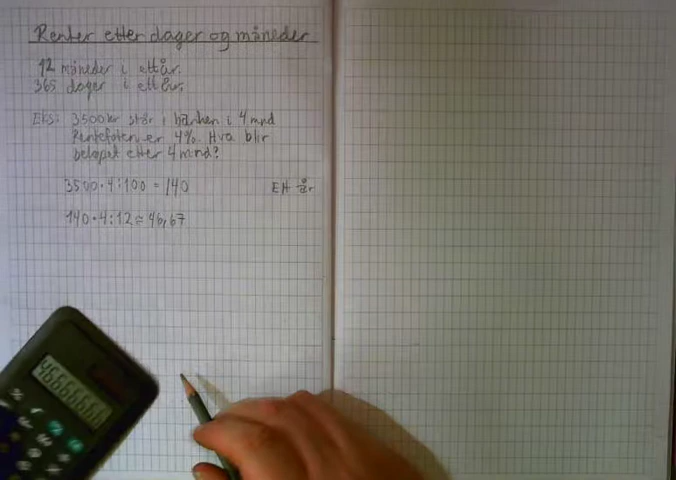 Renter etter dager og måneder
12 måneder i ett år.
365 dager i ett år.
Eks: 3500 kr står i banken i 4 mnd
Rentefoten er 4%. Hva blir
beløpet etter 4 mnd?
3500 · 4 : 100 = 140 Ett år
140 · 4 : 12 ≈ 46,67